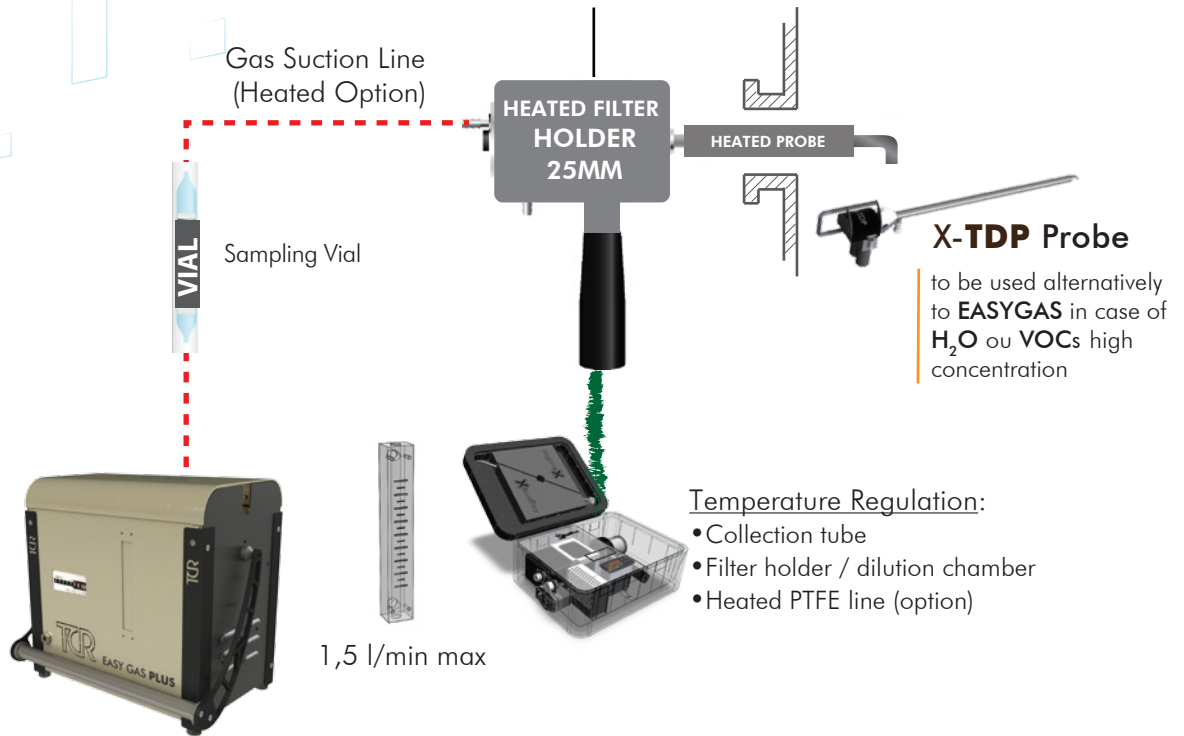 Gas Suction Line
(Heated Option)
HEATED FILTER
HOLDER
25MM
HEATED PROBE
VIAL
Sampling Vial
TDP
X-TDP Probe
to be used alternatively
to EASYGAS in case of
H₂O ou VOCs high
concentration
Temperature Regulation:
•Collection tube
•Filter holder / dilution chamber
•Heated PTFE line (option)
TCR
TCR
TCR EASY GAS PLUS
1,5 l/min max